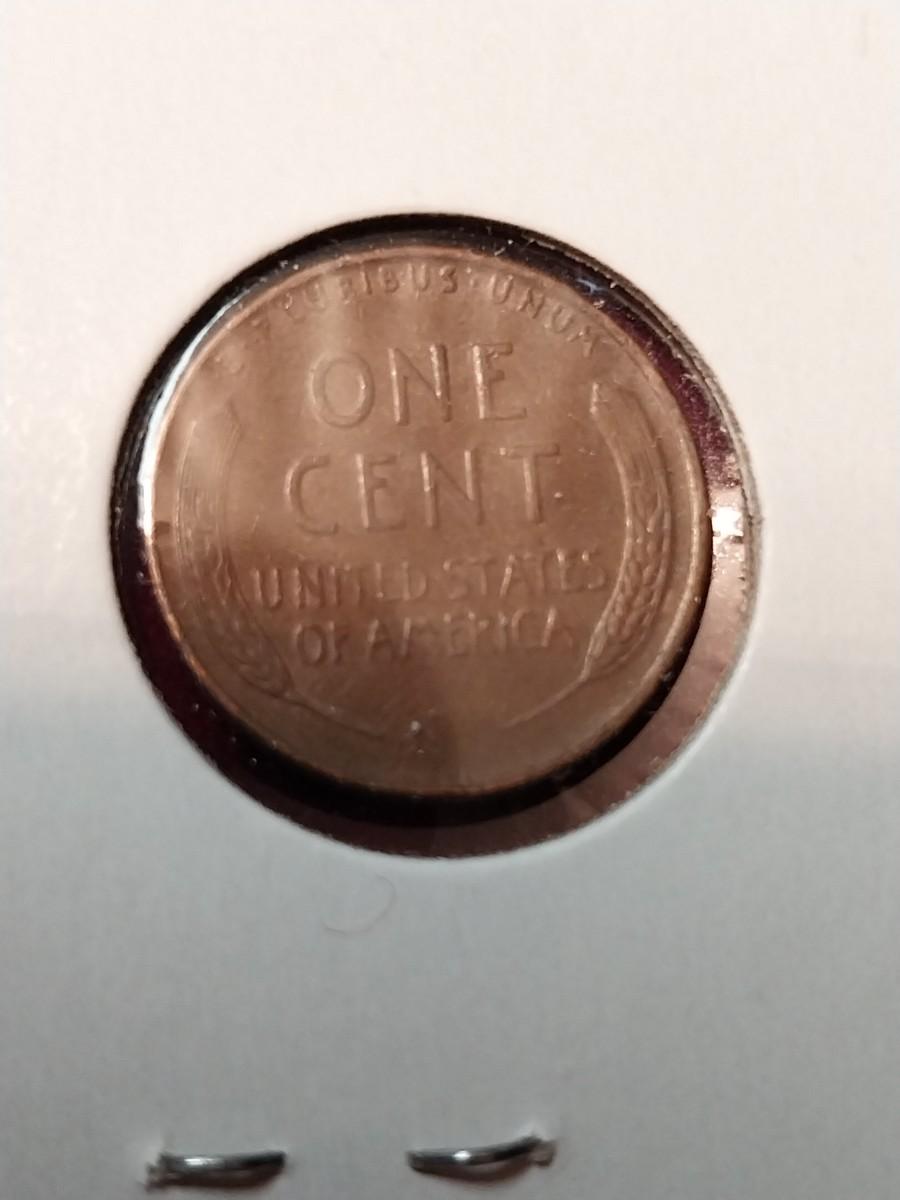 E PLURIBUS·UNUM
ONE
CENT
UNITED STATES
OF AMERICA